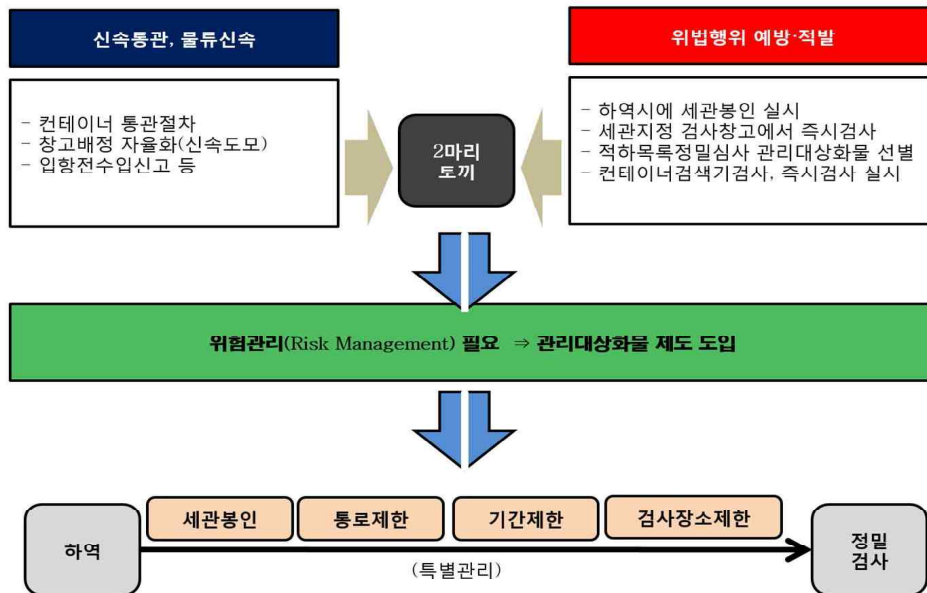 신속통관, 물류신속
- 컨테이너 통관절차
- 창고배정 자율화(신속도모)
- 입항전수입신고 등
2마리
토끼
위법행위 예방·적발
- 하역시에 세관봉인 실시
- 세관지정 검사창고에서 즉시검사
- 적하목록정밀심사 관리대상화물 선별
- 컨테이너검색기검사, 즉시검사 실시
위험관리(Risk Management) 필요 ⇒ 관리대상화물 제도 도입
하역
세관봉인
통로제한
기간제한
검사장소제한
(특별관리)
정밀
검사